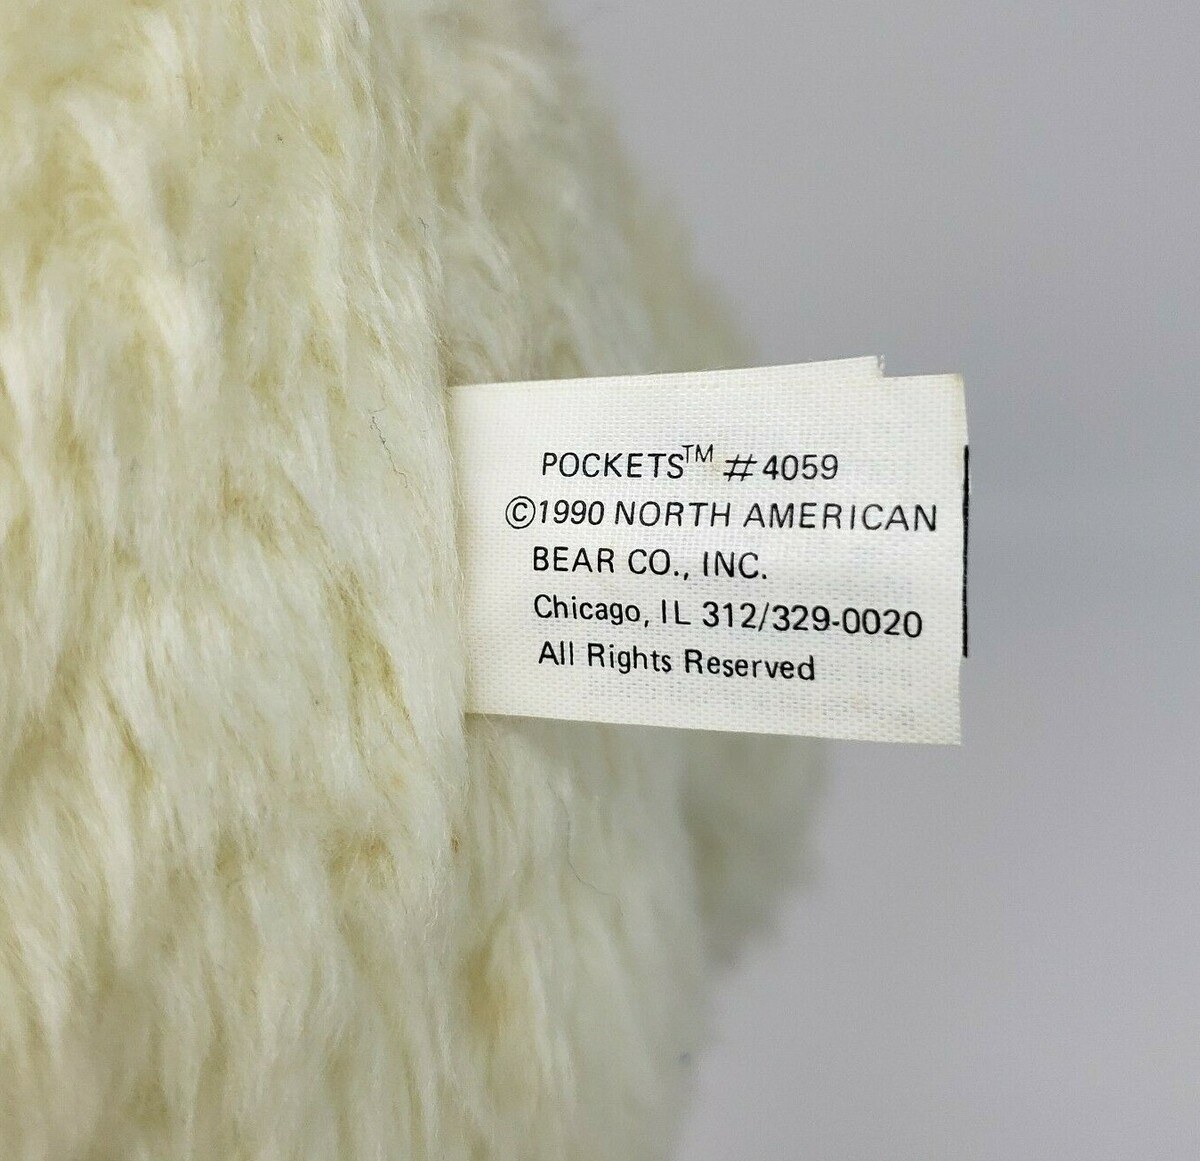 POCKETS™ #4059
©1990 NORTH AMERICAN
BEAR CO., INC.
Chicago, IL 312/329-0020
All Rights Reserved